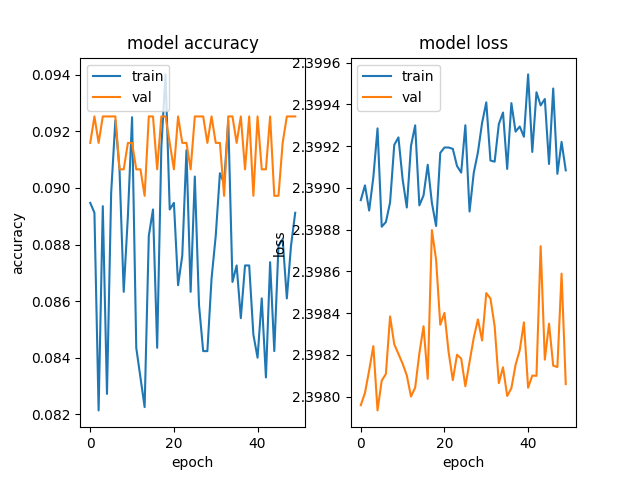 model accuracy
train
val
0.094
0.092
0.090
0.088
0.086
0.084
0.082
0
20
40
accuracy
epoch
model loss
train
val
2.3996
2.3994
2.3992
2.3990
2.3988
2.3986
2.3984
2.3982
2.3980
0
20
40
loss
epoch